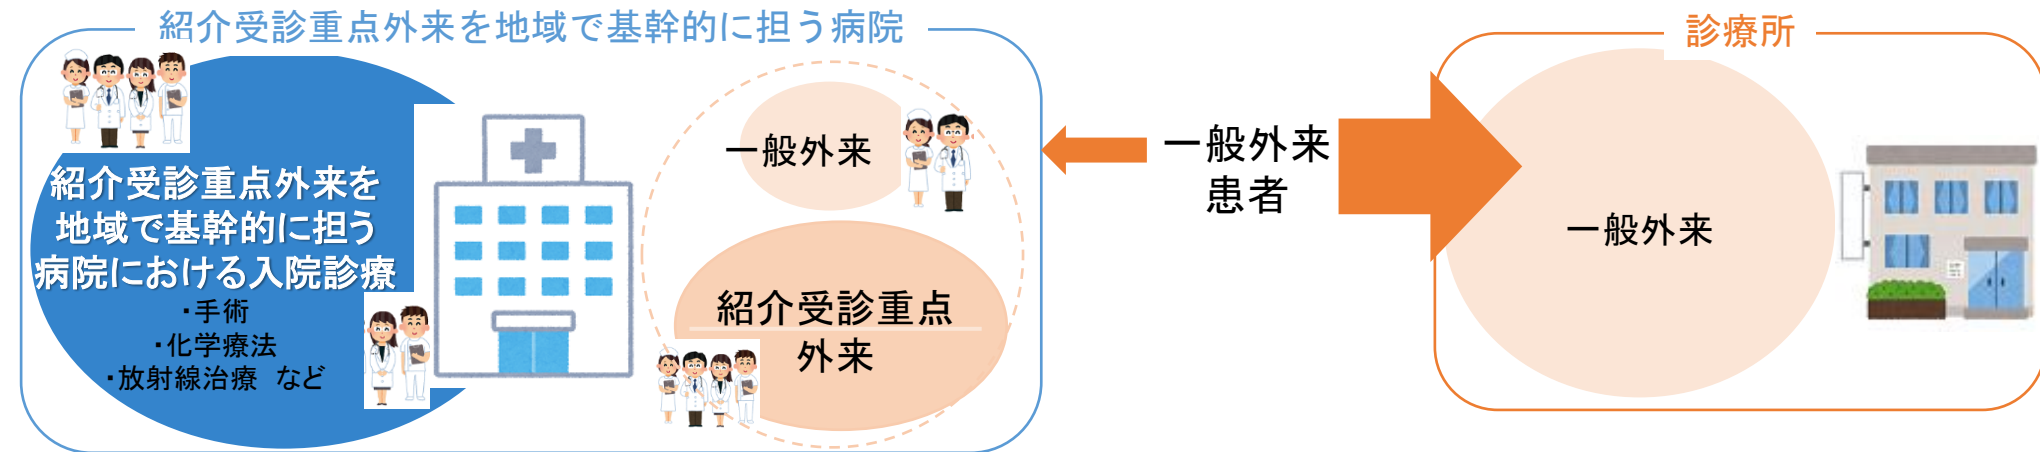 紹介受診重点外来を地域で基幹的に担う病院
紹介受診重点外来を
地域で基幹的に担う
病院における入院診療
・手術
・化学療法
・放射線治療 など
一般外来
紹介受診重点
外来
一般外来
患者
診療所
一般外来